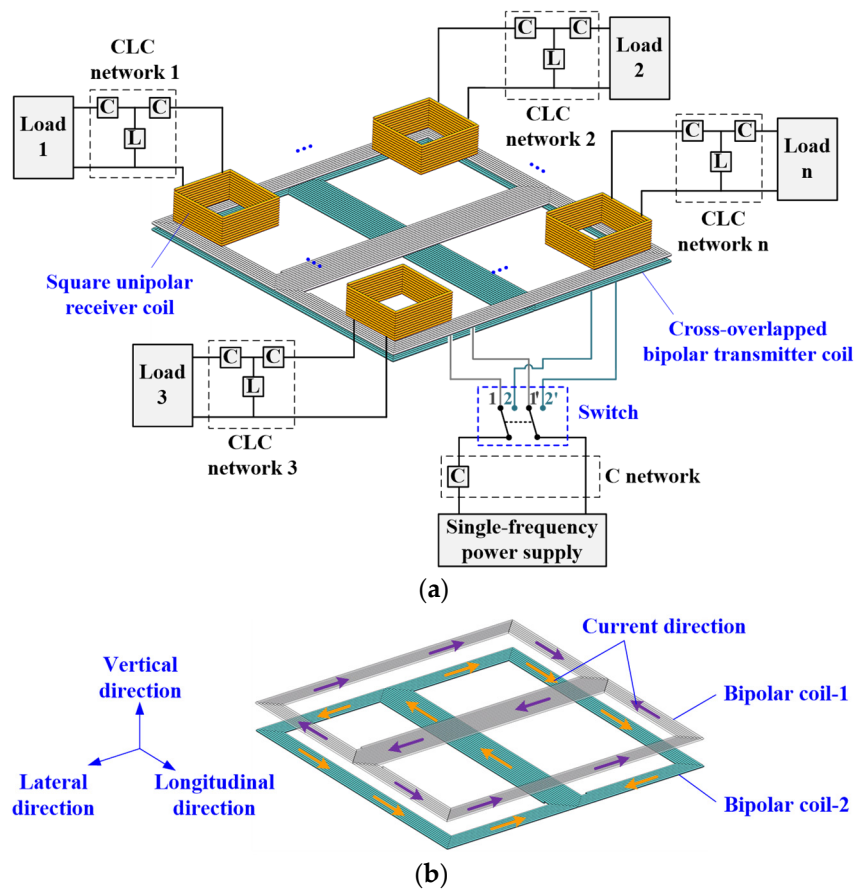 CLC
network 1
C
C
L
Load
1
C
C
L
Load
2
CLC
network 2
C
C
L
Load
n
CLC
network n
...
...
...
...
Square unipolar
receiver coil
Cross-overlapped
bipolar transmitter coil
Load
3
C
C
L
CLC
network 3
1
2
1'
2'
Switch
C
C network
Single-frequency
power supply
(a)
Current direction
Vertical
direction
Bipolar coil-1
Lateral
direction
Longitudinal
direction
Bipolar coil-2
(b)